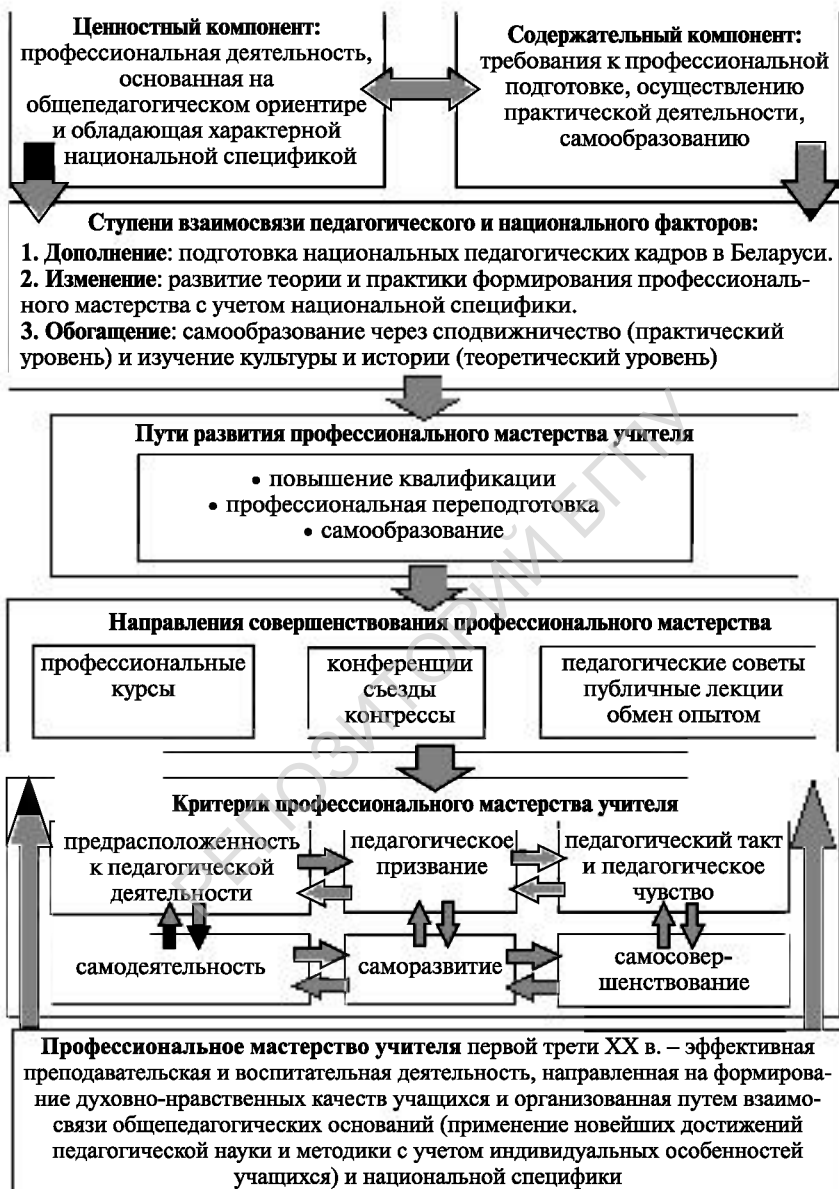 Ценностный компонент:
профессиональная деятельность,
основанная на
общепедагогическом ориентире
и обладающая характерной
национальной спецификой
Содержательный компонент:
требования к профессиональной
подготовке, осуществлению
практической деятельности,
самообразованию
Ступени взаимосвязи педагогического и национального факторов:
1. Дополнение: подготовка национальных педагогических кадров в Беларуси.
2. Изменение: развитие теории и практики формирования профессиональ-
ного мастерства с учетом национальной специфики.
3. Обогащение: самообразование через сподвижничество (практический
уровень) и изучение культуры и истории (теоретический уровень)
Пути развития профессионального мастерства учителя
• повышение квалификации
• профессиональная переподготовка
• самообразование
Направления совершенствования профессионального мастерства
профессиональные
курсы
конференции
съезды
конгрессы
педагогические советы
публичные лекции
обмен опытом
Критерии профессионального мастерства учителя
предрасположенность
к педагогической
деятельности
педагогическое
призвание
педагогический такт
и педагогическое
чувство
самодеятельность
саморазвитие
самосовер-
шенствование
Профессиональное мастерство учителя первой трети XX в. – эффективная
преподавательская и воспитательная деятельность, направленная на формирова-
ние духовно-нравственных качеств учащихся и организованная путем взаимо-
связи общепедагогических оснований (применение новейших достижений
педагогической науки и методики с учетом индивидуальных особенностей
учащихся) и национальной специфики
РЕПОЗИТОРИЙ БГПУ